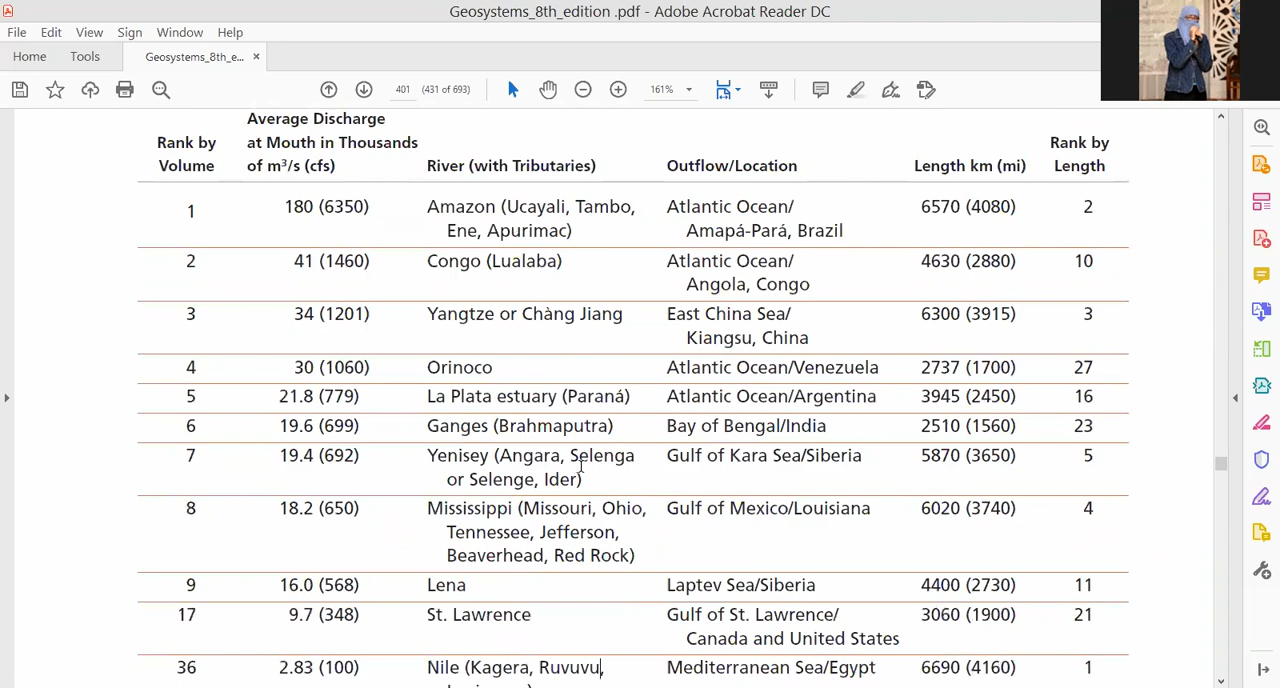 Geosystems_8th_edition .pdf - Adobe Acrobat Reader DC
File Edit View Sign Window Help
Home Tools Geosystems_8th_e... ×
401 (431 of 693) 161%
Rank by Volume Average Discharge at Mouth in Thousands of m³/s (cfs) River (with Tributaries) Outflow/Location Length km (mi) Rank by Length
1 180 (6350) Amazon (Ucayali, Tambo, Atlantic Ocean/ 6570 (4080) 2
Ene, Apurimac) Amapá-Pará, Brazil
2 41 (1460) Congo (Lualaba) Atlantic Ocean/ 4630 (2880) 10
Angola, Congo
3 34 (1201) Yangtze or Chàng Jiang East China Sea/ 6300 (3915) 3
Kiangsu, China
4 30 (1060) Orinoco Atlantic Ocean/Venezuela 2737 (1700) 27
5 21.8 (779) La Plata estuary (Paraná) Atlantic Ocean/Argentina 3945 (2450) 16
6 19.6 (699) Ganges (Brahmaputra) Bay of Bengal/India 2510 (1560) 23
7 19.4 (692) Yenisey (Angara, Selenga Gulf of Kara Sea/Siberia 5870 (3650) 5
or Selenge, Ider)
8 18.2 (650) Mississippi (Missouri, Ohio, Gulf of Mexico/Louisiana 6020 (3740) 4
Tennessee, Jefferson,
Beaverhead, Red Rock)
9 16.0 (568) Lena Laptev Sea/Siberia 4400 (2730) 11
17 9.7 (348) St. Lawrence Gulf of St. Lawrence/ 3060 (1900) 21
Canada and United States
36 2.83 (100) Nile (Kagera, Ruvuvu, Mediterranean Sea/Egypt 6690 (4160) 1